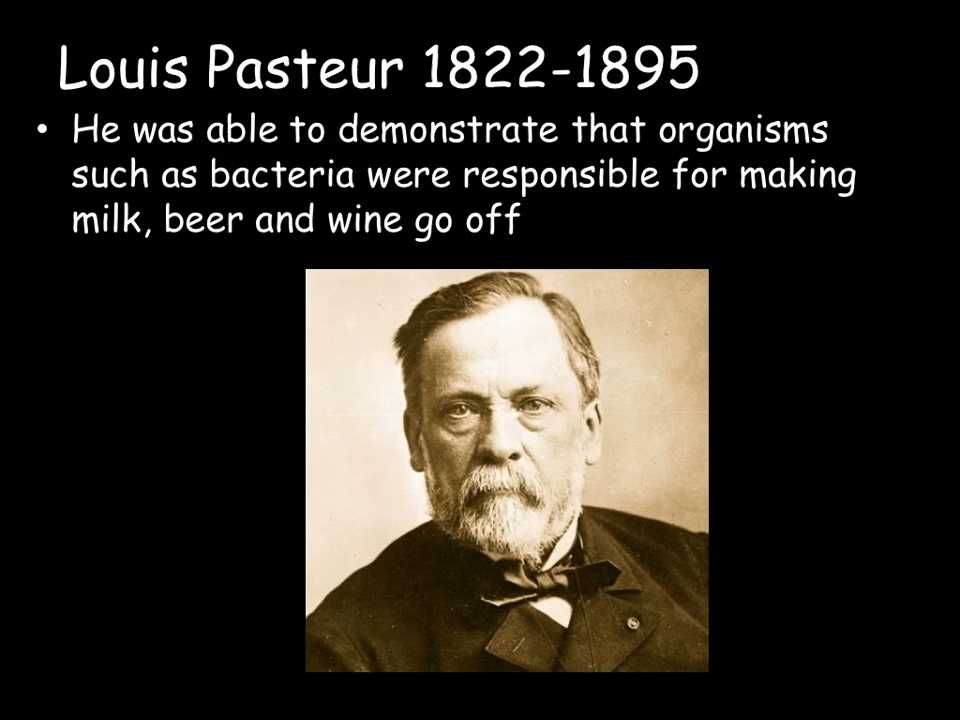 Louis Pasteur 1822-1895
• He was able to demonstrate that organisms
such as bacteria were responsible for making
milk, beer and wine go off